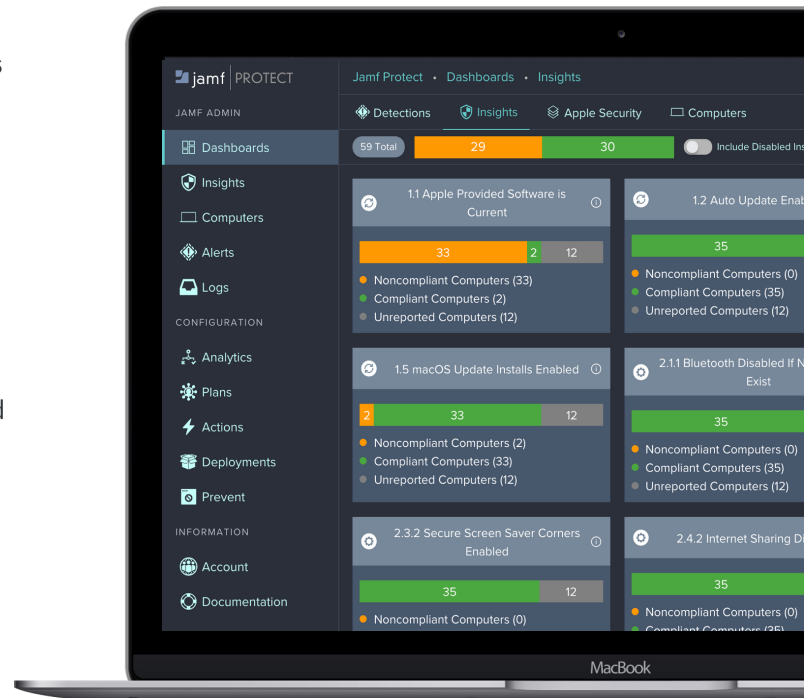 s
d
jamf PROTECT
JAMF ADMIN
Dashboards
Insights
Computers
Alerts
Logs
CONFIGURATION
Analytics
Plans
Actions
Deployments
Prevent
INFORMATION
Account
Documentation
Jamf Protect • Dashboards • Insights
Detections Insights Apple Security Computers
59 Total 29 30 Include Disabled Ins
1.1 Apple Provided Software is
Current
33 2 12
Noncompliant Computers (33)
Compliant Computers (2)
Unreported Computers (12)
1.2 Auto Update Enab
35
Noncompliant Computers (0)
Compliant Computers (35)
Unreported Computers (12)
1.5 macOS Update Installs Enabled
2 33 12
Noncompliant Computers (2)
Compliant Computers (33)
Unreported Computers (12)
2.1.1 Bluetooth Disabled If N
Exist
35
Noncompliant Computers (0)
Compliant Computers (35)
Unreported Computers (12)
2.3.2 Secure Screen Saver Corners
Enabled
35 12
Noncompliant Computers (0)
2.4.2 Internet Sharing Di
35
Noncompliant Computers (0)
Compliant Computers (35)
MacBook